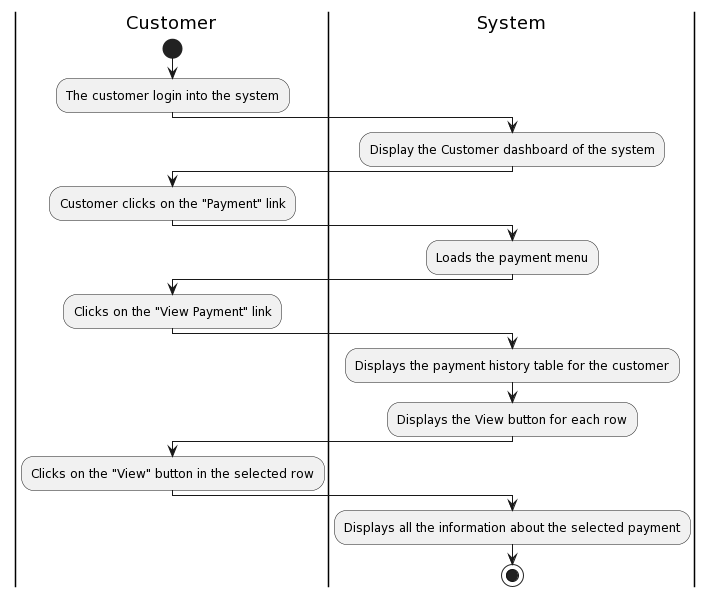 Customer
System
The customer login into the system
Display the Customer dashboard of the system
Customer clicks on the "Payment" link
Loads the payment menu
Clicks on the "View Payment" link
Displays the payment history table for the customer
Displays the View button for each row
Clicks on the "View" button in the selected row
Displays all the information about the selected payment